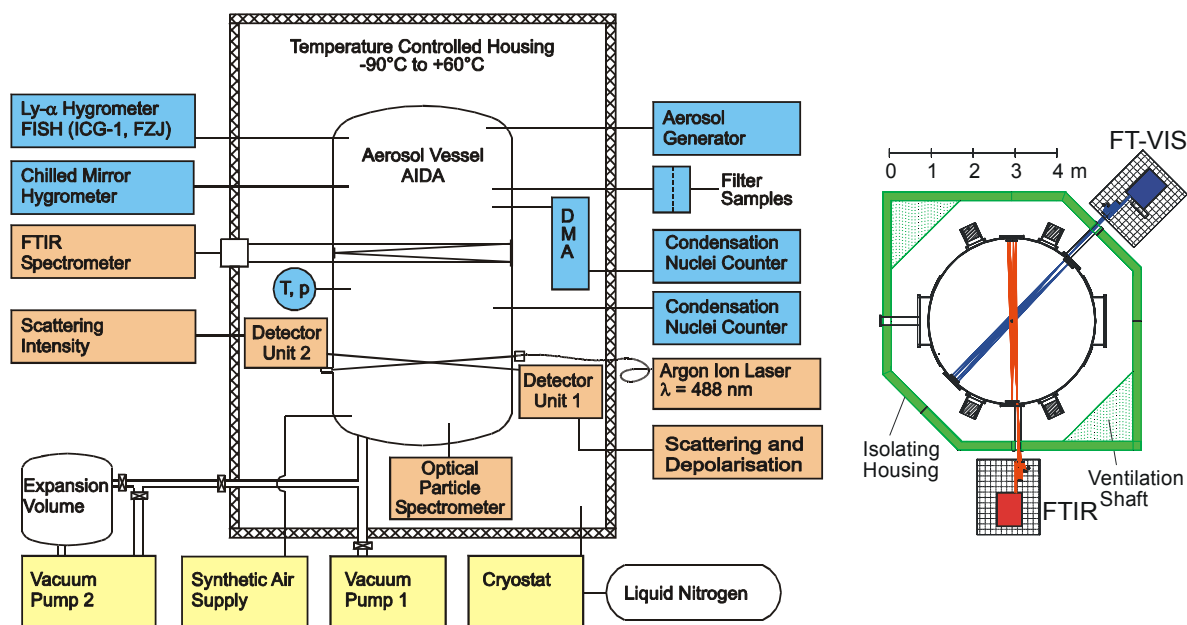 Temperature Controlled Housing
-90°C to +60°C
Ly-α Hygrometer
FISH (ICG-1, FZJ)
Chilled Mirror
Hygrometer
FTIR
Spectrometer
Scattering
Intensity
Aerosol Vessel
AIDA
T, p
Detector
Unit 2
Aerosol
Generator
Filter
Samples
D
M
A
Condensation
Nuclei Counter
Condensation
Nuclei Counter
Argon Ion Laser
λ = 488 nm
Detector
Unit 1
Scattering and
Depolarisation
Optical
Particle
Spectrometer
Expansion
Volume
Vacuum
Pump 2
Synthetic Air
Supply
Vacuum
Pump 1
Cryostat
Liquid Nitrogen
FT-VIS
0 1 2 3 4 m
Isolating
Housing
Ventilation
Shaft
FTIR